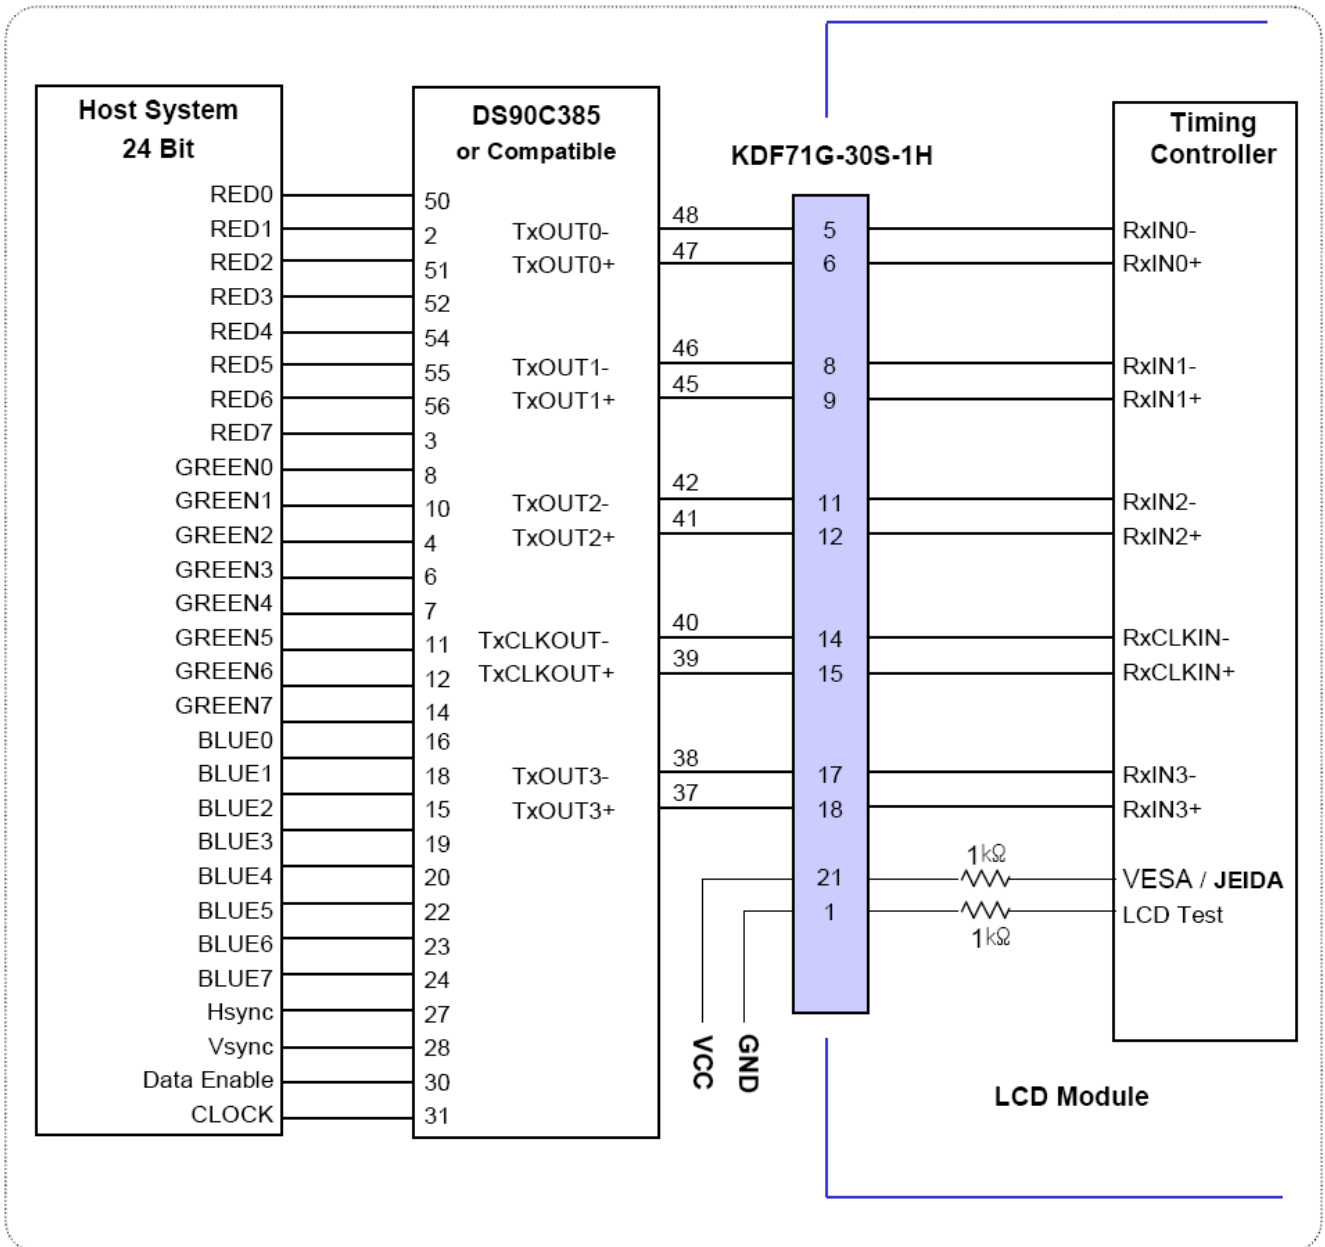 Host System
24 Bit
RED0
RED1
RED2
RED3
RED4
RED5
RED6
RED7
GREEN0
GREEN1
GREEN2
GREEN3
GREEN4
GREEN5
GREEN6
GREEN7
BLUE0
BLUE1
BLUE2
BLUE3
BLUE4
BLUE5
BLUE6
BLUE7
Hsync
Vsync
Data Enable
CLOCK
DS90C385
or Compatible
50
2
51
52
54
55
56
3
8
10
4
6
7
11
12
14
16
18
15
19
20
22
23
24
27
28
30
31
TxOUT0-
TxOUT0+
TxOUT1-
TxOUT1+
TxOUT2-
TxOUT2+
TxCLKOUT-
TxCLKOUT+
TxOUT3-
TxOUT3+
48
47
46
45
42
41
40
39
38
37
VCC
GND
KDF71G-30S-1H
5
6
8
9
11
12
14
15
17
18
21
1
1kΩ
1kΩ
Timing
Controller
RxIN0-
RxIN0+
RxIN1-
RxIN1+
RxIN2-
RxIN2+
RxCLKIN-
RxCLKIN+
RxIN3-
RxIN3+
VESA / JEIDA
LCD Test
LCD Module